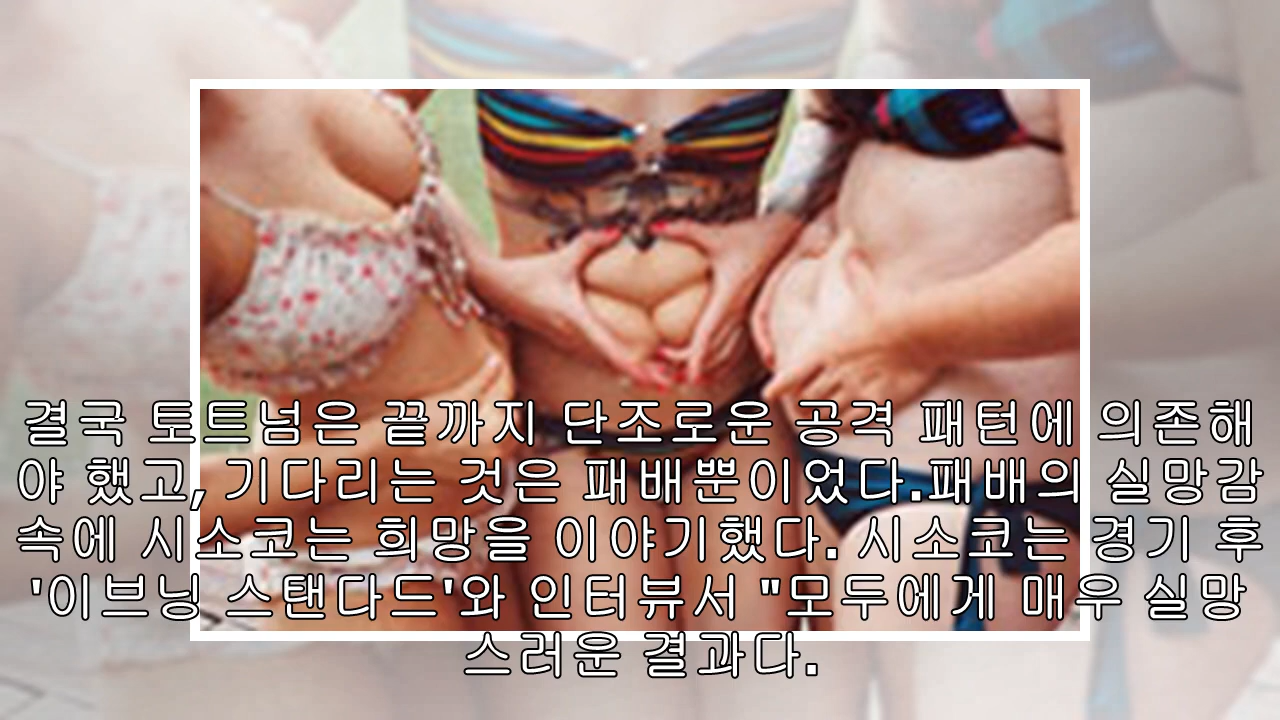 결국 토트넘은 끝까지 단조로운 공격 패턴에 의존해
야 했고, 기다리는 것은 패배뿐이었다.패배의 실망감
속에 시소코는 희망을 이야기했다. 시소코는 경기 후
'이브닝 스탠다드'와 인터뷰서 "모두에게 매우 실망
스러운 결과다.